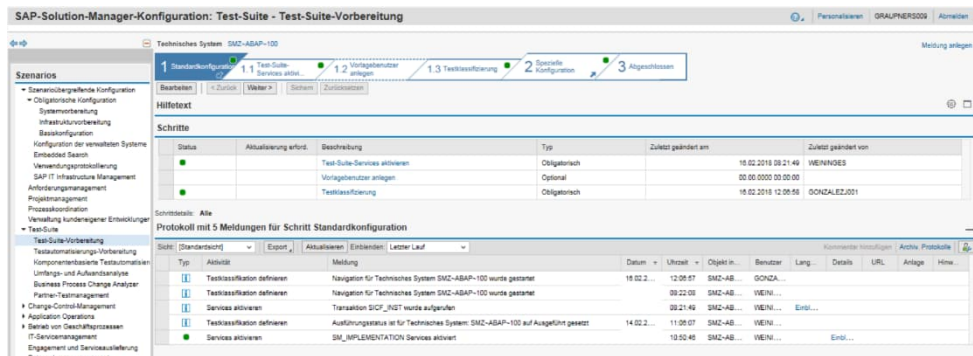 SAP-Solution-Manager-Konfiguration: Test-Suite - Test-Suite-Vorbereitung
Personalisieren GRAUPNERS009 Abmelden
Technisches System SMZ~ABAP~100
Meldung anlegen
1 Standardkonfiguration
1.1 Test-Suite-Services aktivi...
1.2 Vorlagebenutzer anlegen
1.3 Testklassifizierung
2 Spezielle Konfiguration
3 Abgeschlossen
Bearbeiten < Zurück Weiter > Sichern Zurücksetzen
Hilfetext
Szenarios
Szenarioübergreifende Konfiguration
Obligatorische Konfiguration
Systemvorbereitung
Infrastrukturvorbereitung
Basiskonfiguration
Konfiguration der verwalteten Systeme
Embedded Search
Verwendungsprotokollierung
SAP IT Infrastructure Management
Anforderungsmanagement
Projektmanagement
Prozesskoordination
Verwaltung kundeneigener Entwicklungen
Test-Suite
Test-Suite-Vorbereitung
Testautomatisierungs-Vorbereitung
Komponentenbasierte Testautomatisien
Umfangs- und Aufwandsanalyse
Business Process Change Analyzer
Partner-Testmanagement
Change-Control-Management
Application Operations
Betrieb von Geschäftsprozessen
IT-Servicemanagement
Engagement und Serviceauslieferung
Schritte
Status Aktualisierung erford. Beschreibung Typ Zuletzt geändert am Zuletzt geändert von
Test-Suite-Services aktivieren Obligatorisch 16.02.2018 08:21:49 WEININGES
Vorlagebenutzer anlegen Optional 00.00.0000 00:00:00
Testklassifizierung Obligatorisch 16.02.2018 12:06:58 GONZALEZJ001
Schrittdetails: Alle
Protokoll mit 5 Meldungen für Schritt Standardkonfiguration
Sicht: [Standardsicht] Export Aktualisieren Einblenden: Letzter Lauf Kommentar hinzufügen Archiv. Protokolle
Typ Aktivität Meldung Datum Uhrzeit Objekt in... Benutzer Lang... Details URL Anlage Hinw...
Testklassifikation definieren Navigation für Technisches System SMZ~ABAP~100 wurde gestartet 16.02.2... 12:06:57 SMZ~AB... GONZA...
Testklassifikation definieren Navigation für Technisches System SMZ~ABAP~100 wurde gestartet 08:22:08 SMZ~AB... WEINI...
Services aktivieren Transaktion SICF_INST wurde aufgerufen 08:21:49 SMZ~AB... WEINI... Einbl...
Testklassifikation definieren Ausführungsstatus ist für Technisches System: SMZ~ABAP~100 auf Ausgeführt gesetzt 14.02.2... 11:06:07 SMZ~AB... WEINI...
Services aktivieren SM_IMPLEMENTATION Services aktiviert 10:50:46 SMZ~AB... WEINI... Einbl...